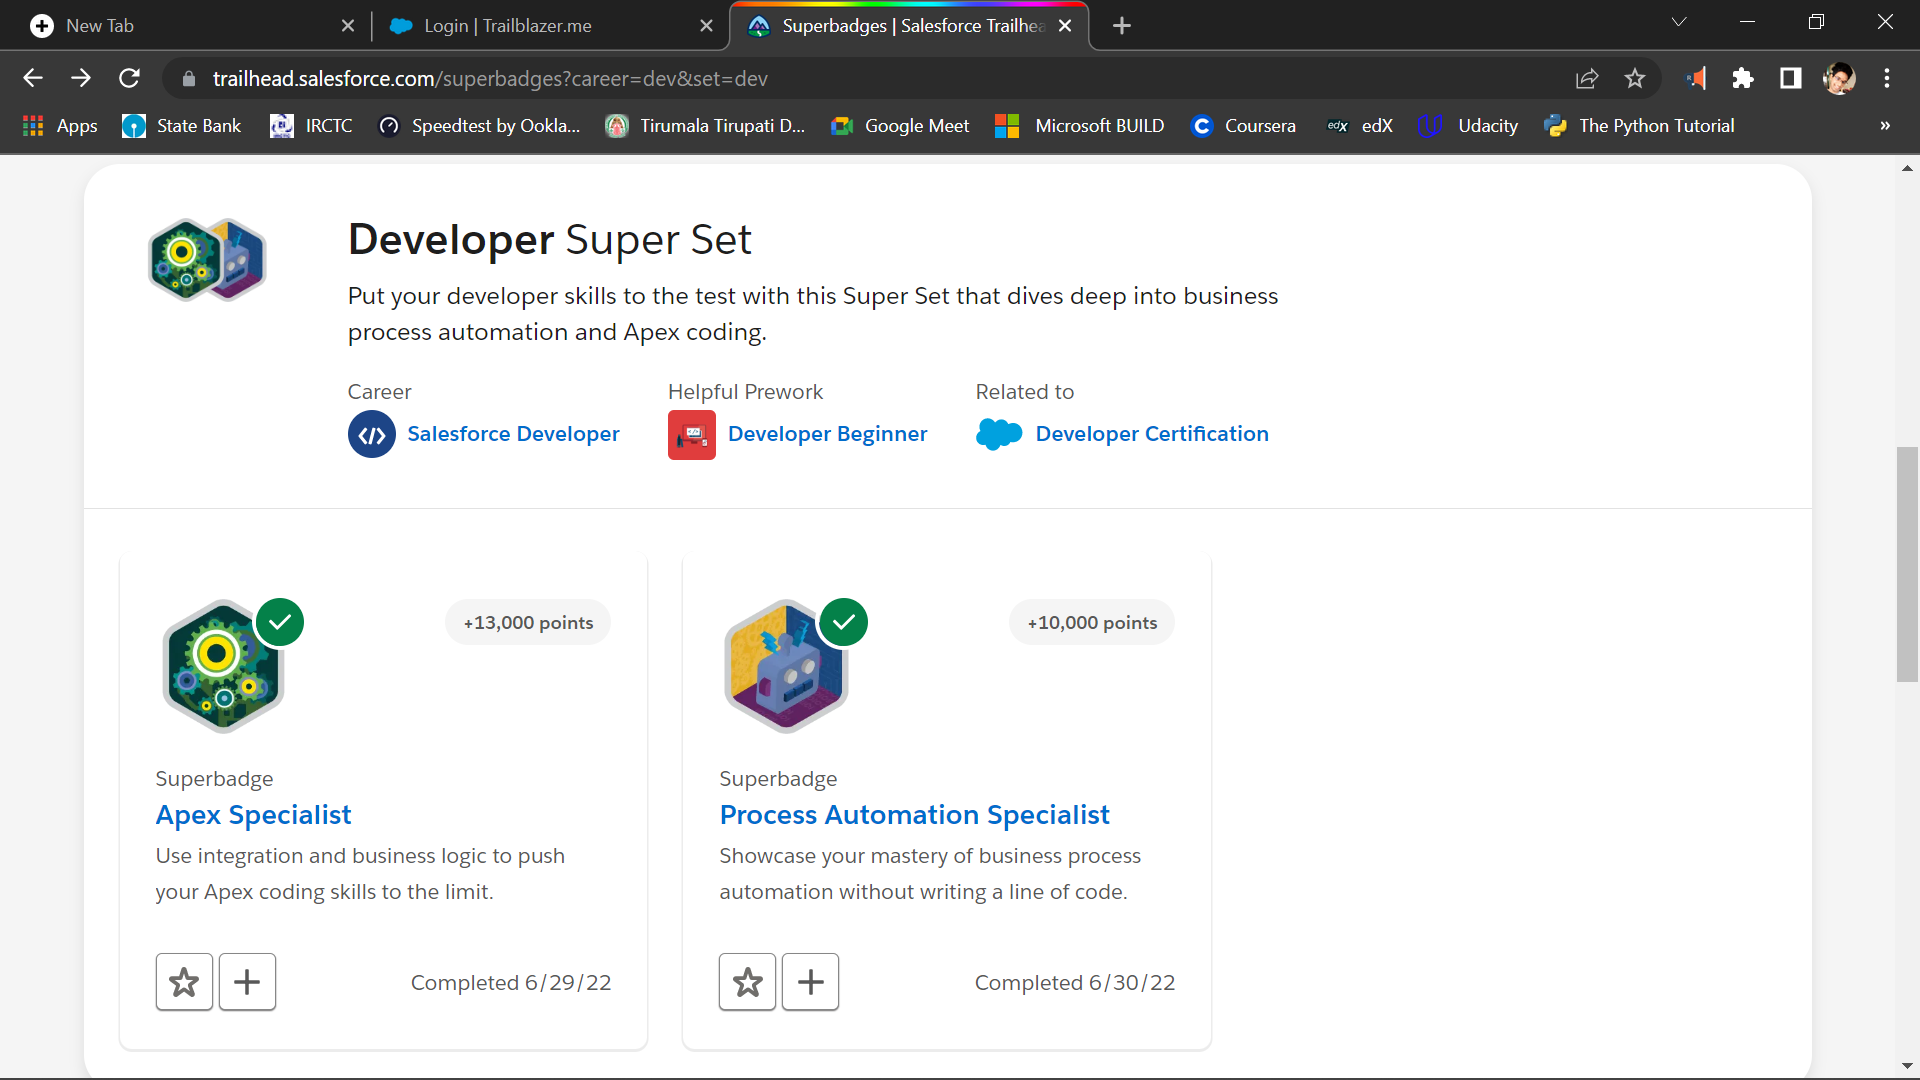 New Tab
Login | Trailblazer.me
Superbadges | Salesforce Trailhea
trailhead.salesforce.com/superbadges?career=dev&set=dev
Apps
State Bank
IRCTC
Speedtest by Ookla...
Tirumala Tirupati D...
Google Meet
Microsoft BUILD
Coursera
edX
edX
Udacity
The Python Tutorial
»
Developer Super Set
Put your developer skills to the test with this Super Set that dives deep into business
process automation and Apex coding.
Career
Helpful Prework
Related to
Salesforce Developer
Developer Beginner
Developer Certification
+13,000 points
Superbadge
Apex Specialist
Use integration and business logic to push
your Apex coding skills to the limit.
Completed 6/29/22
+10,000 points
Superbadge
Process Automation Specialist
Showcase your mastery of business process
automation without writing a line of code.
Completed 6/30/22